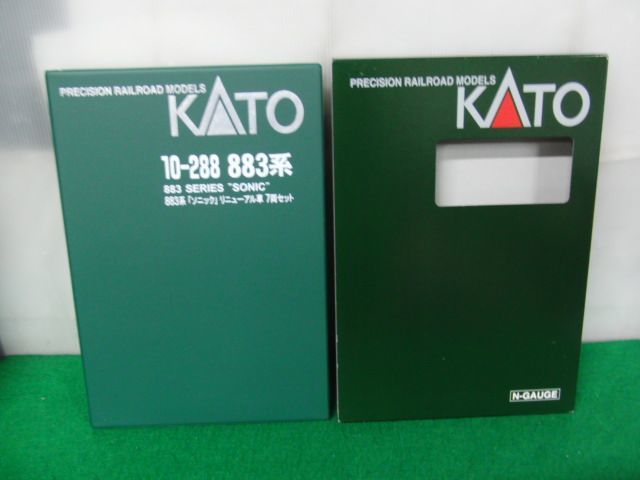 PRECISION RAILROAD MODELS
KATO
10-288 883系
883 SERIES "SONIC"
883系「ソニック」リニューアル車 7両セット
PRECISION RAILROAD MODELS
KATO
N-GAUGE